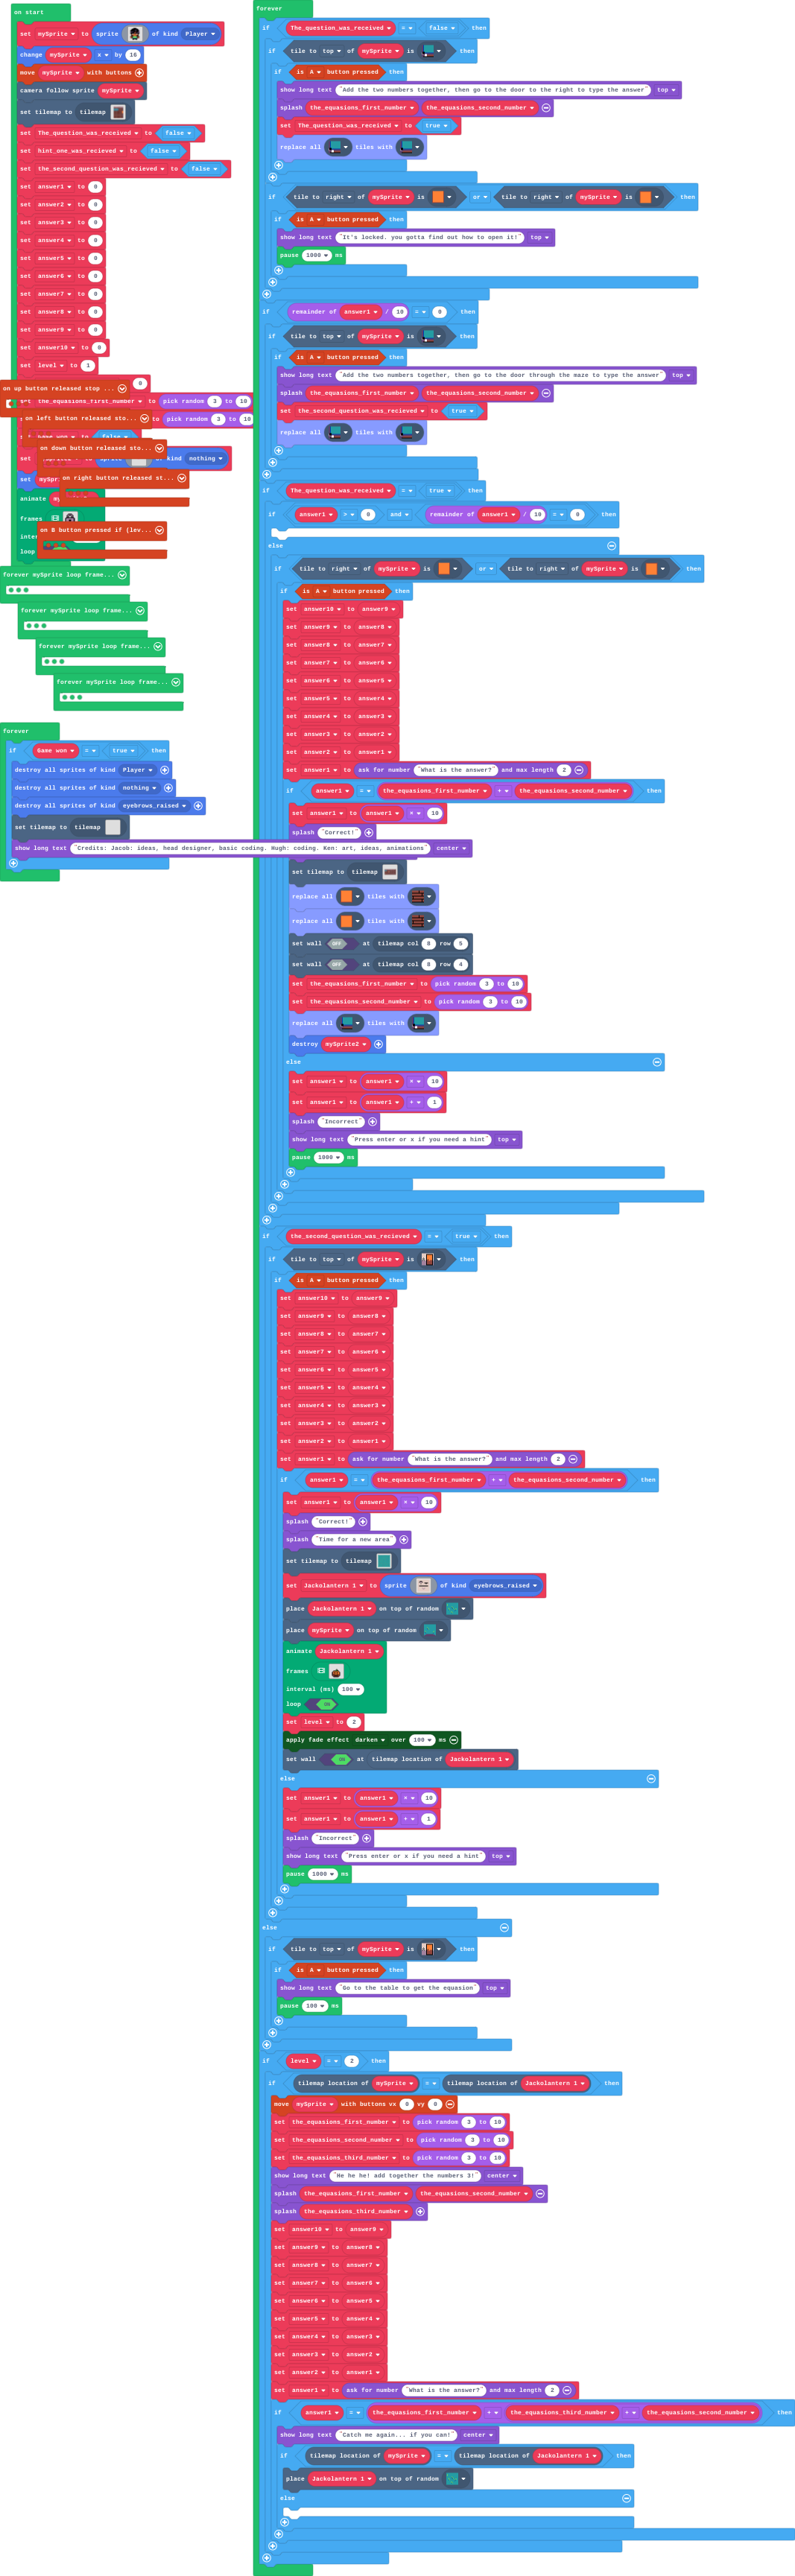 on start
set mySprite to sprite of kind Player
change mySprite x by 16
move mySprite with buttons
camera follow sprite mySprite
set tilemap to tilemap
set The_question_was_received to false
set hint_one_was_recieved to false
set the_second_question_was_recieved to false
set answer1 to 0
set answer2 to 0
set answer3 to 0
set answer4 to 0
set answer5 to 0
set answer6 to 0
set answer7 to 0
set answer8 to 0
set answer9 to 0
set answer10 to 0
set level to 1
0
on up button released stop ...
set the_equasions_first_number to pick random 3 to 10
on left button released sto... to pick random 3 to 10
to false
on down button released sto...
set kind nothing
on right button released st...
set mySpr
animate
frames
on B button pressed if (lev...
inter
loop
forever mySprite loop frame...
forever mySprite loop frame...
forever mySprite loop frame...
forever mySprite loop frame...
forever
if Game won = true then
destroy all sprites of kind Player
destroy all sprites of kind nothing
destroy all sprites of kind eyebrows_raised
set tilemap to tilemap
show long text "Credits: Jacob: ideas, head designer, basic coding. Hugh: coding. Ken: art, ideas, animations" center
forever
if The_question_was_received = false then
if tile to top of mySprite is then
if is A button pressed then
show long text "Add the two numbers together, then go to the door to the right to type the answer" top
splash the_equasions_first_number the_equasions_second_number
set The_question_was_received to true
replace all tiles with
if tile to right of mySprite is or tile to right of mySprite is then
if is A button pressed then
show long text "It's locked. you gotta find out how to open it!" top
pause 1000 ms
if remainder of answer1 / 10 = 0 then
if tile to top of mySprite is then
if is A button pressed then
show long text "Add the two numbers together, then go to the door through the maze to type the answer" top
splash the_equasions_first_number the_equasions_second_number
set the_second_question_was_recieved to true
replace all tiles with
if The_question_was_received = true then
if answer1 > 0 and remainder of answer1 / 10 = 0 then
else
if tile to right of mySprite is or tile to right of mySprite is then
if is A button pressed then
set answer10 to answer9
set answer9 to answer8
set answer8 to answer7
set answer7 to answer6
set answer6 to answer5
set answer5 to answer4
set answer4 to answer3
set answer3 to answer2
set answer2 to answer1
set answer1 to ask for number "What is the answer?" and max length 2
if answer1 = the_equasions_first_number + the_equasions_second_number then
set answer1 to answer1 × 10
splash "Correct!"
set tilemap to tilemap
replace all tiles with
replace all tiles with
set wall OFF at tilemap col 8 row 5
set wall OFF at tilemap col 8 row 4
set the_equasions_first_number to pick random 3 to 10
set the_equasions_second_number to pick random 3 to 10
replace all tiles with
destroy mySprite2
else
set answer1 to answer1 × 10
set answer1 to answer1 + 1
splash "Incorrect"
show long text "Press enter or x if you need a hint" top
pause 1000 ms
if the_second_question_was_recieved = true then
if tile to top of mySprite is then
if is A button pressed then
set answer10 to answer9
set answer9 to answer8
set answer8 to answer7
set answer7 to answer6
set answer6 to answer5
set answer5 to answer4
set answer4 to answer3
set answer3 to answer2
set answer2 to answer1
set answer1 to ask for number "What is the answer?" and max length 2
if answer1 = the_equasions_first_number + the_equasions_second_number then
set answer1 to answer1 × 10
splash "Correct!"
splash "Time for a new area"
set tilemap to tilemap
set Jackolantern 1 to sprite of kind eyebrows_raised
place Jackolantern 1 on top of random
place mySprite on top of random
animate Jackolantern 1
frames
interval (ms) 100
loop ON
set level to 2
apply fade effect darken over 100 ms
set wall ON at tilemap location of Jackolantern 1
else
set answer1 to answer1 × 10
set answer1 to answer1 + 1
splash "Incorrect"
show long text "Press enter or x if you need a hint" top
pause 1000 ms
else
if tile to top of mySprite is then
if is A button pressed then
show long text "Go to the table to get the equasion" top
pause 100 ms
if level = 2 then
if tilemap location of mySprite = tilemap location of Jackolantern 1 then
move mySprite with buttons vx 0 vy 0
set the_equasions_first_number to pick random 3 to 10
set the_equasions_second_number to pick random 3 to 10
set the_equasions_third_number to pick random 3 to 10
show long text "He he he! add together the numbers 3!" center
splash the_equasions_first_number the_equasions_second_number
splash the_equasions_third_number
set answer10 to answer9
set answer9 to answer8
set answer8 to answer7
set answer7 to answer6
set answer6 to answer5
set answer5 to answer4
set answer4 to answer3
set answer3 to answer2
set answer2 to answer1
set answer1 to ask for number "What is the answer?" and max length 2
if answer1 = the_equasions_first_number + the_equasions_third_number + the_equasions_second_number then
show long text "Catch me again... if you can!" center
if tilemap location of mySprite = tilemap location of Jackolantern 1 then
place Jackolantern 1 on top of random
else